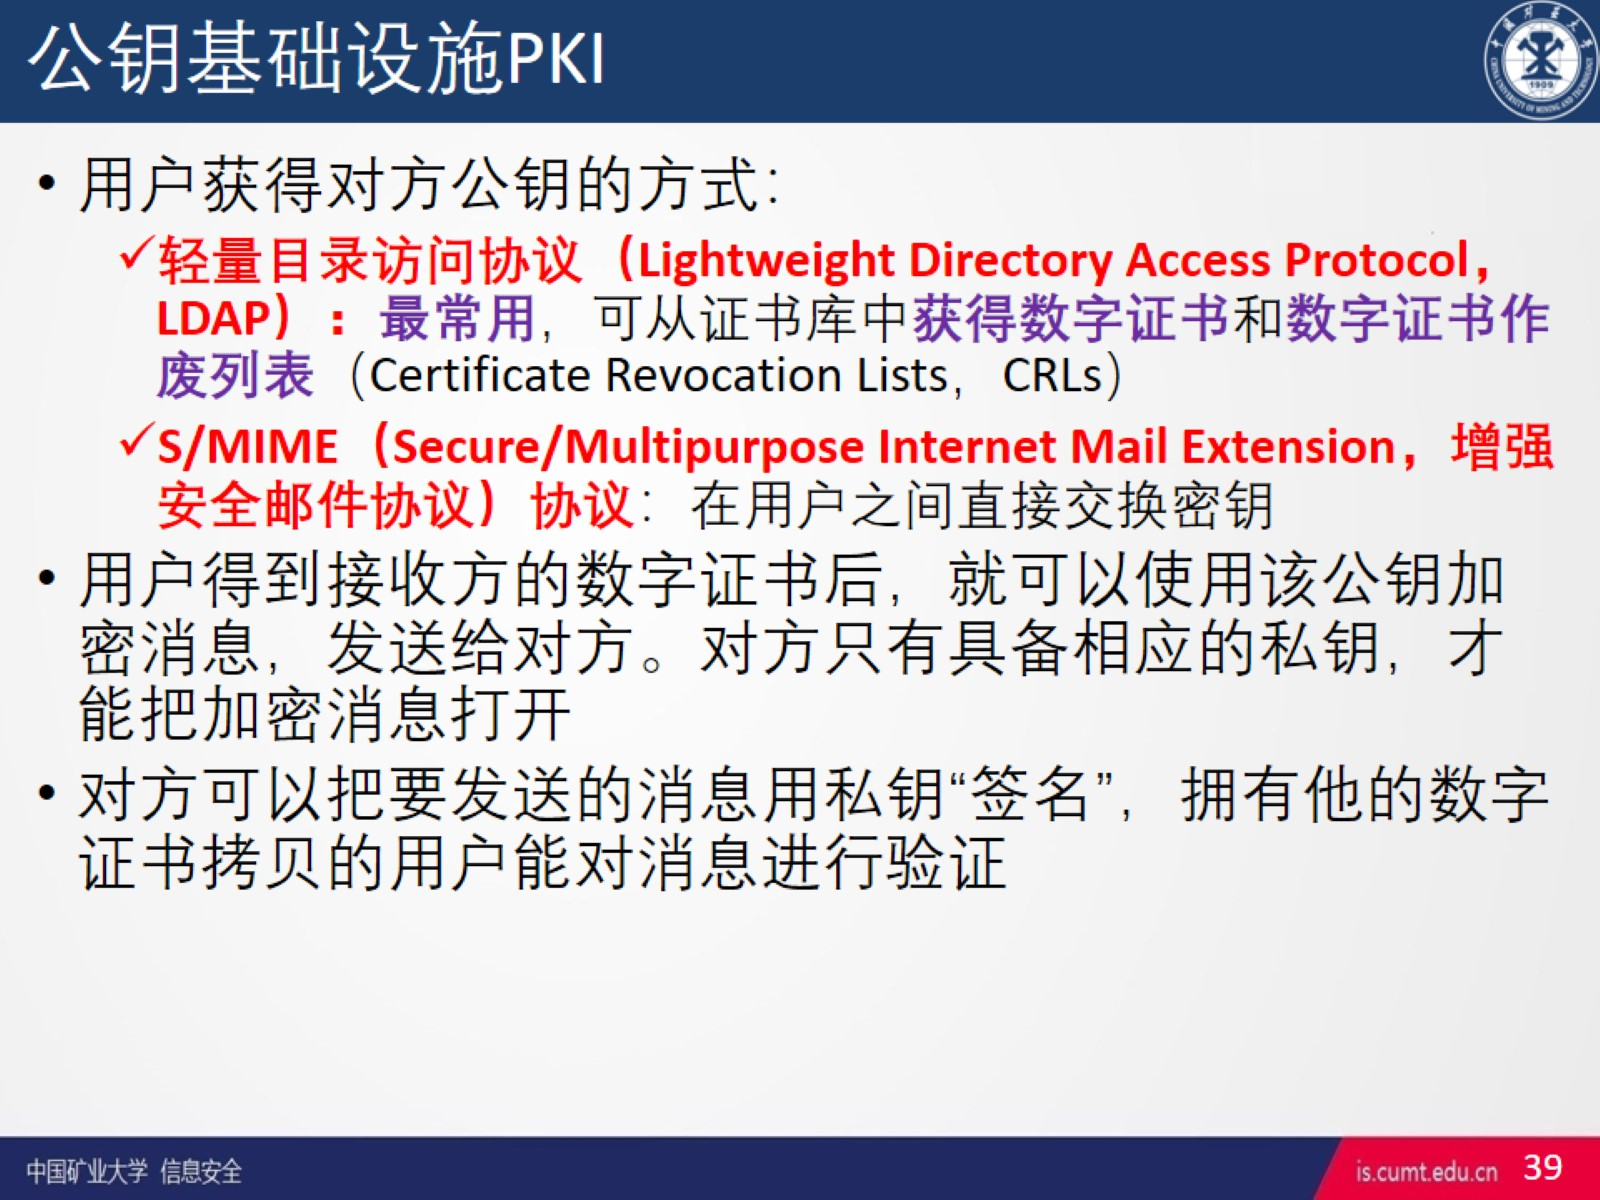 公钥基础设施PKI
• 用户获得对方公钥的方式：
✓轻量目录访问协议（Lightweight Directory Access Protocol，
LDAP）：最常用，可从证书库中获得数字证书和数字证书作
废列表（Certificate Revocation Lists，CRLs）
✓S/MIME（Secure/Multipurpose Internet Mail Extension，增强
安全邮件协议）协议：在用户之间直接交换密钥
• 用户得到接收方的数字证书后，就可以使用该公钥加
密消息，发送给对方。对方只有具备相应的私钥，才
能把加密消息打开
• 对方可以把要发送的消息用私钥“签名”，拥有他的数字
证书拷贝的用户能对消息进行验证
中国矿业大学 信息安全
is.cumt.edu.cn 39
CHINA UNIVERSITY OF MINING AND TECHNOLOGY
1909